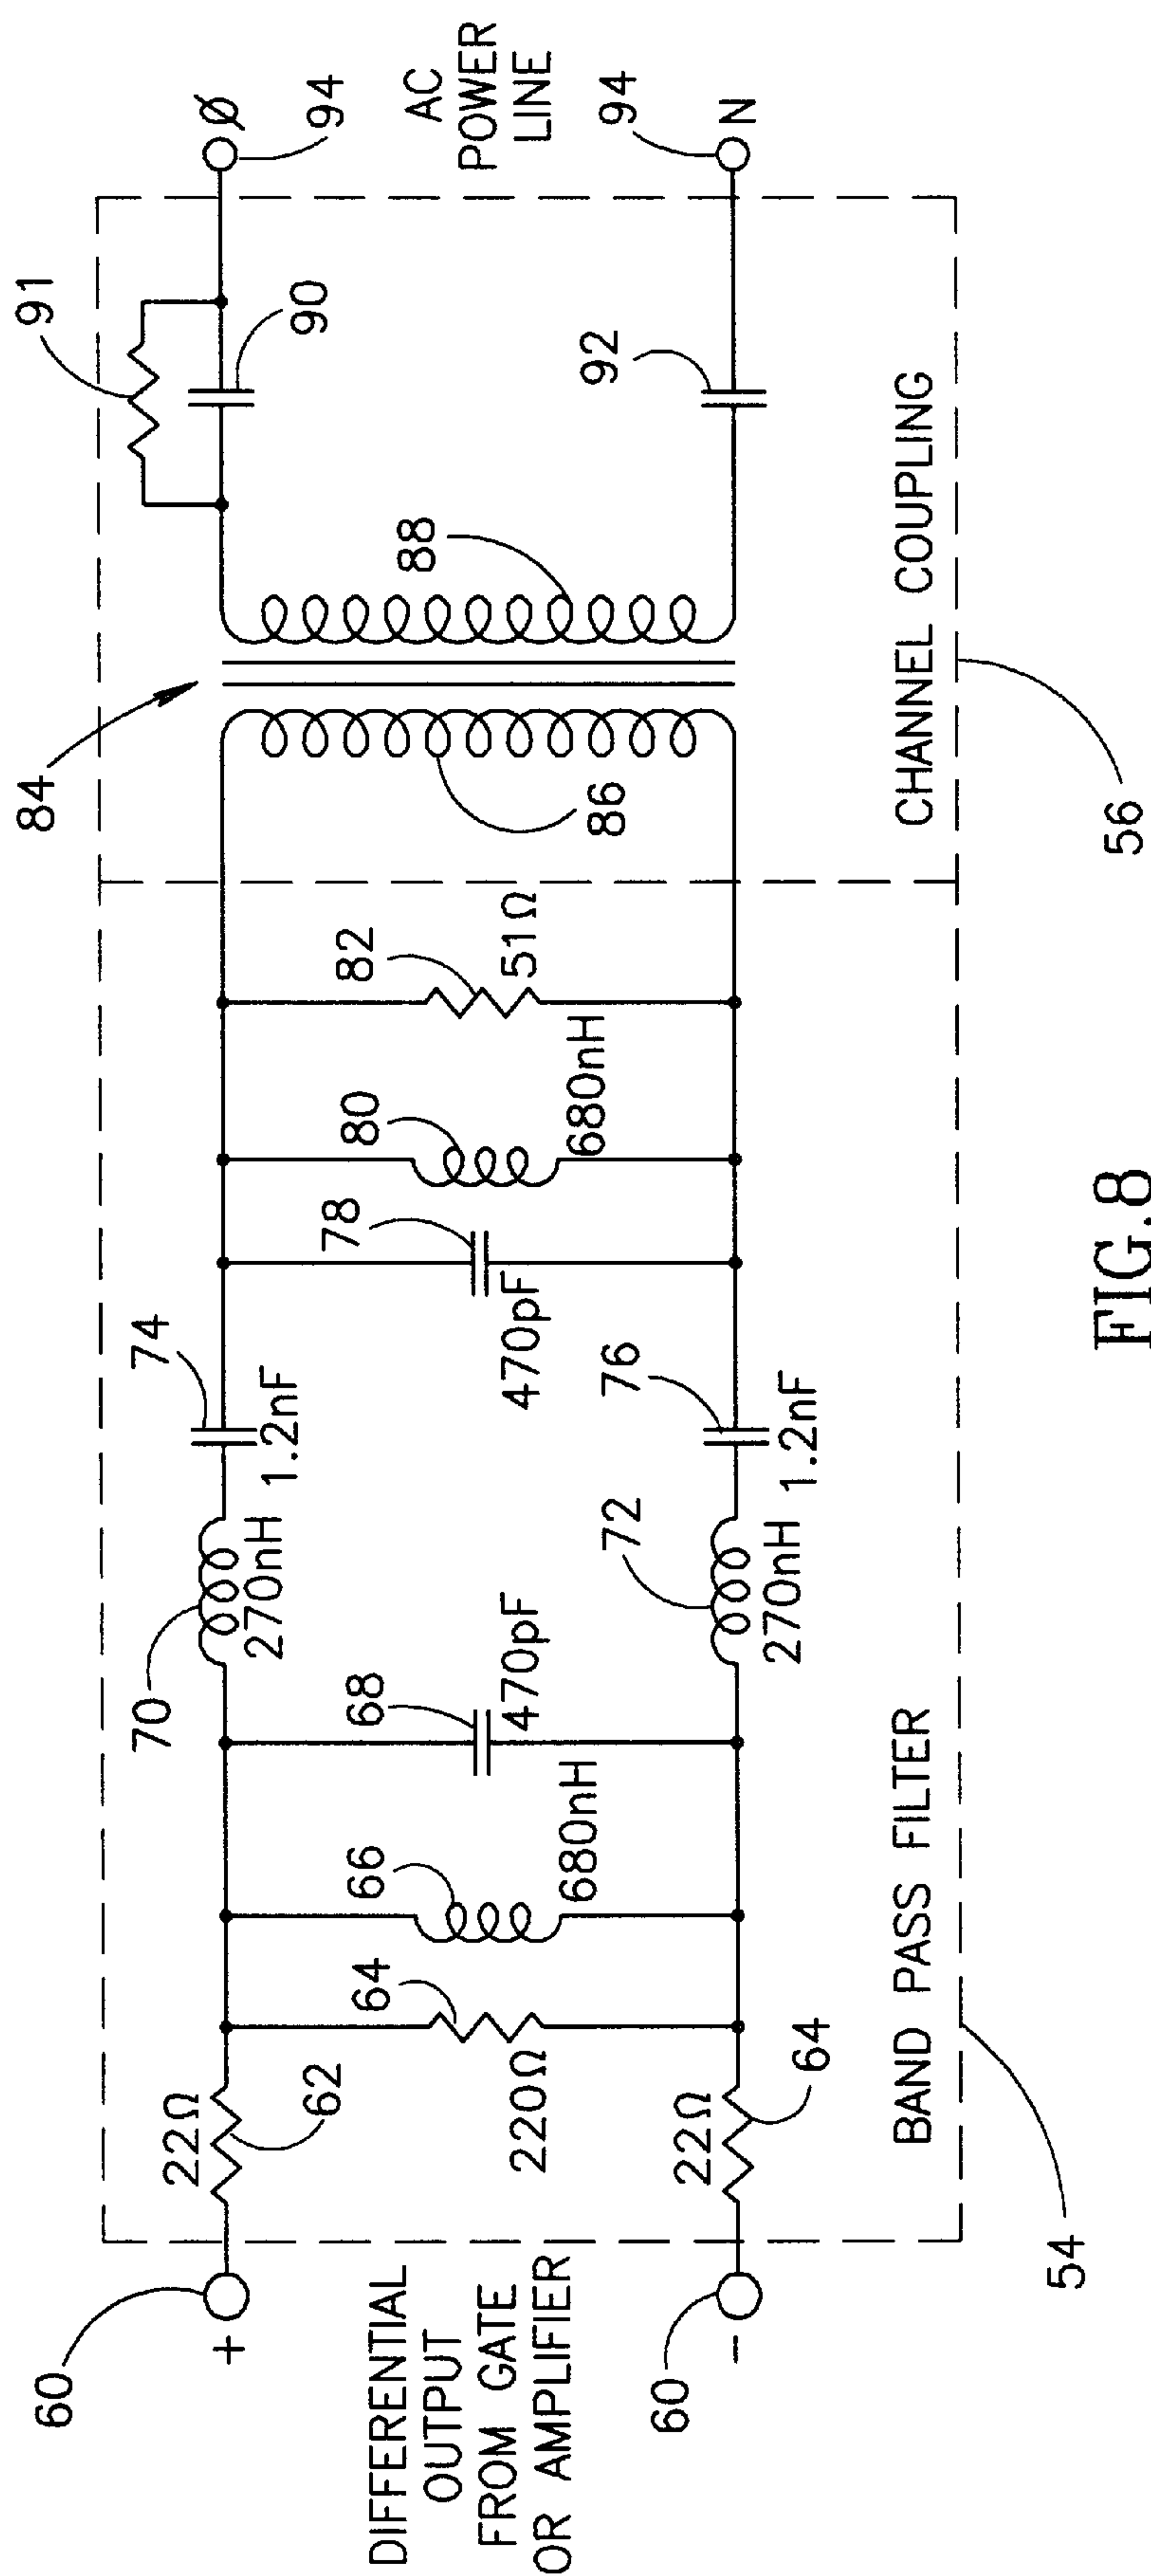 60
+
60
-
DIFFERENTIAL
OUTPUT
FROM GATE
OR AMPLIFIER
22Ω
62
64
220Ω
22Ω
64
66
680nH
68
470pF
70
270nH
72
270nH
74
1.2nF
76
1.2nF
78
470pF
80
680nH
82
51Ω
BAND PASS FILTER
54
84
86
88
91
90
92
CHANNEL COUPLING
56
Ø
94
AC
POWER
LINE
94
N
FIG.8